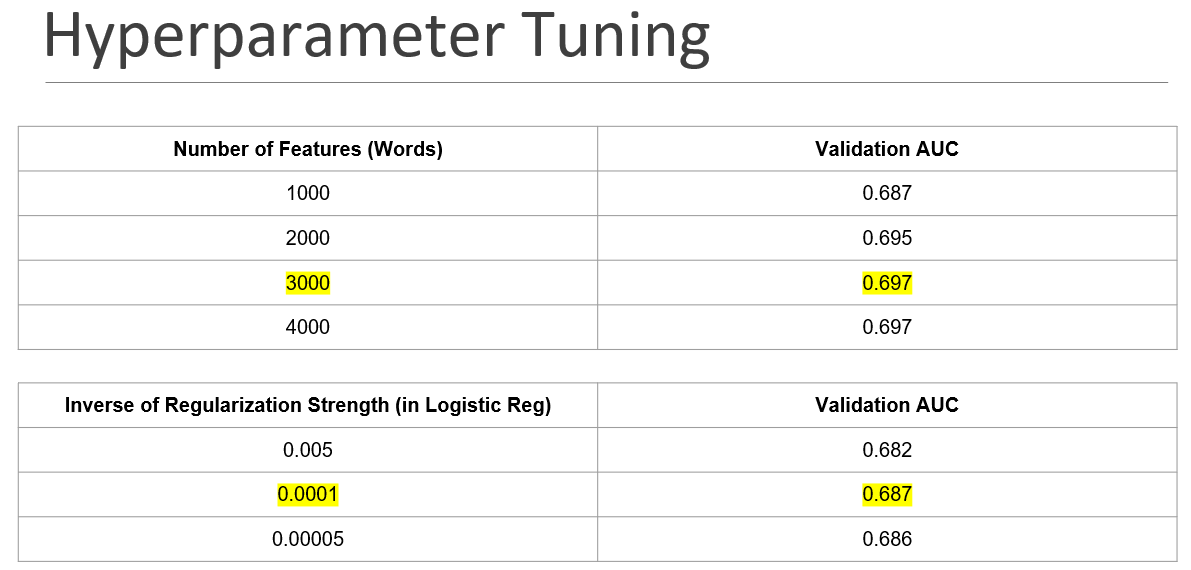 Hyperparameter Tuning
Number of Features (Words) Validation AUC
1000 0.687
2000 0.695
3000 0.697
4000 0.697
Inverse of Regularization Strength (in Logistic Reg) Validation AUC
0.005 0.682
0.0001 0.687
0.00005 0.686